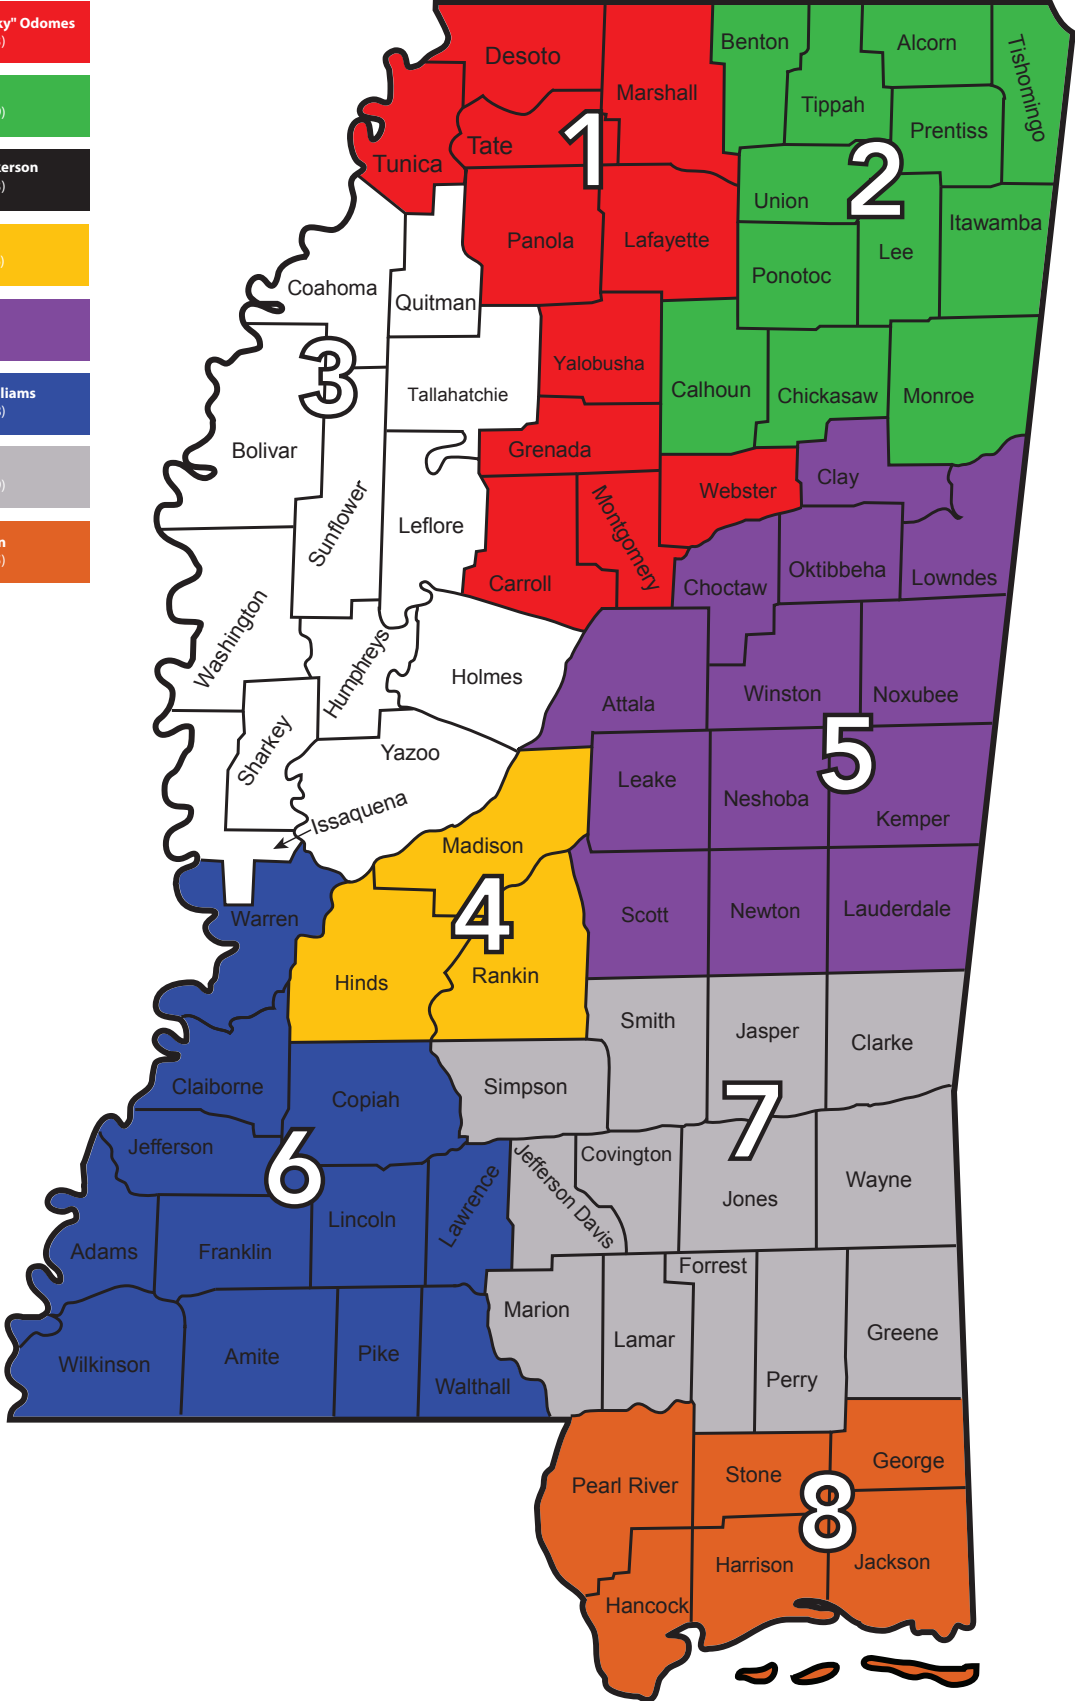 Odomes
Desoto
Benton
Alcorn
Tishomingo
Marshall
Tippah
Prentiss
Tunica
Tate
1
2
Union
Itawamba
Panola
Lafayette
Lee
Ponotoc
Coahoma
Quitman
3
Yalobusha
Tallahatchie
Calhoun
Chickasaw
Monroe
Bolivar
Grenada
Clay
Webster
Sunflower
Leflore
Montgomery
Carroll
Choctaw
Oktibbeha
Lowndes
Washington
Humphreys
Holmes
Attala
Winston
Noxubee
Sharkey
Yazoo
5
Leake
Neshoba
Kemper
Issaquena
Madison
Warren
4
Scott
Newton
Lauderdale
Hinds
Rankin
Smith
Jasper
Clarke
Claiborne
Copiah
Simpson
7
Jefferson
6
Jefferson Davis
Covington
Wayne
Lawrence
Jones
Lincoln
Adams
Franklin
Forrest
Marion
Lamar
Greene
Wilkinson
Amite
Pike
Perry
Walthall
Pearl River
Stone
George
8
Harrison
Jackson
Hancock